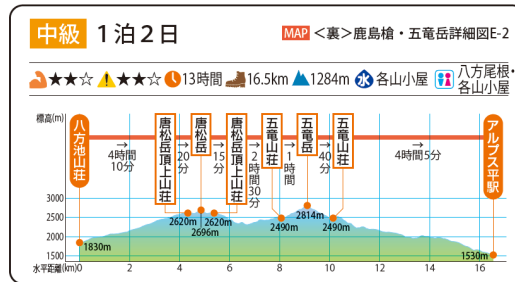 中級 1泊2日
MAP <裏>鹿島槍・五竜岳詳細図E-2
★★☆ ★★☆ 13時間 16.5km 1284m 水 各山小屋 八方尾根・各山小屋
標高(m)
八方池山荘
→4時間10分
唐松岳頂上山荘
→20分
唐松岳
→15分
唐松岳頂上山荘
→2時間30分
五竜山荘
→1時間
五竜岳
→40分
五竜山荘
→4時間5分
アルプス平駅
3000
2500
2000
1500
1830m
2620m
2696m
2620m
2490m
2814m
2490m
1530m
水平距離(km) 0 2 4 6 8 10 12 14 16